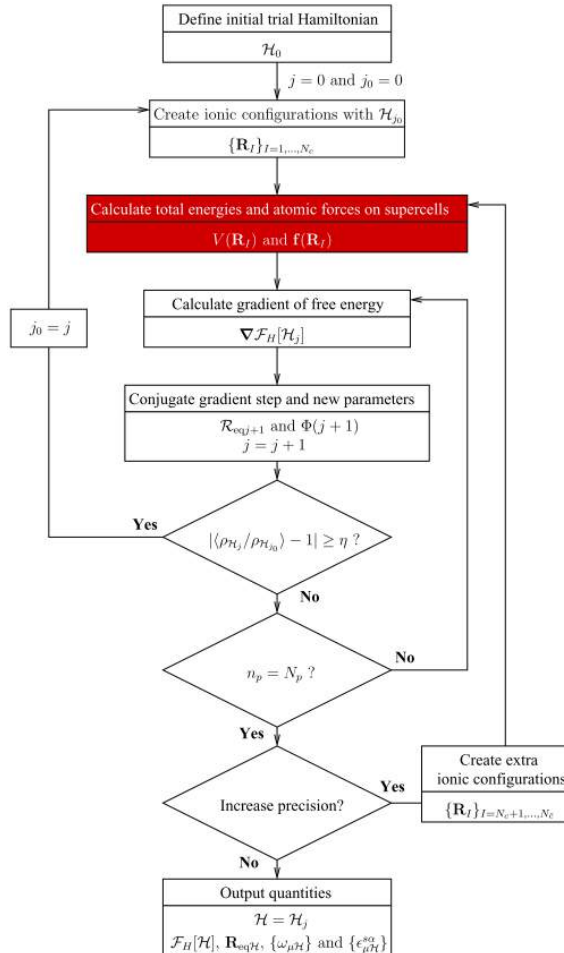 Define initial trial Hamiltonian
ℋ₀
j = 0 and j₀ = 0
Create ionic configurations with ℋ_{j₀}
{𝐑_I}_{I=1,...,N_c}
Calculate total energies and atomic forces on supercells
V(𝐑_I) and 𝐟(𝐑_I)
Calculate gradient of free energy
∇ℱ_H[ℋ_j]
j₀ = j
Conjugate gradient step and new parameters
ℛ_{eq j+1} and Φ(j + 1)
j = j + 1
Yes
|⟨ρ_{ℋ_j}/ρ_{ℋ_{j₀}}⟩ − 1| ≥ η ?
No
n_p = N_p ?
No
Yes
Increase precision?
Yes
Create extra
ionic configurations
{𝐑_I}_{I=N_c+1,...,N_c̄}
No
Output quantities
ℋ = ℋ_j
ℱ_H[ℋ], 𝐑_{eqℋ}, {ω_{μℋ}} and {ϵ^{sα}_{μℋ}}